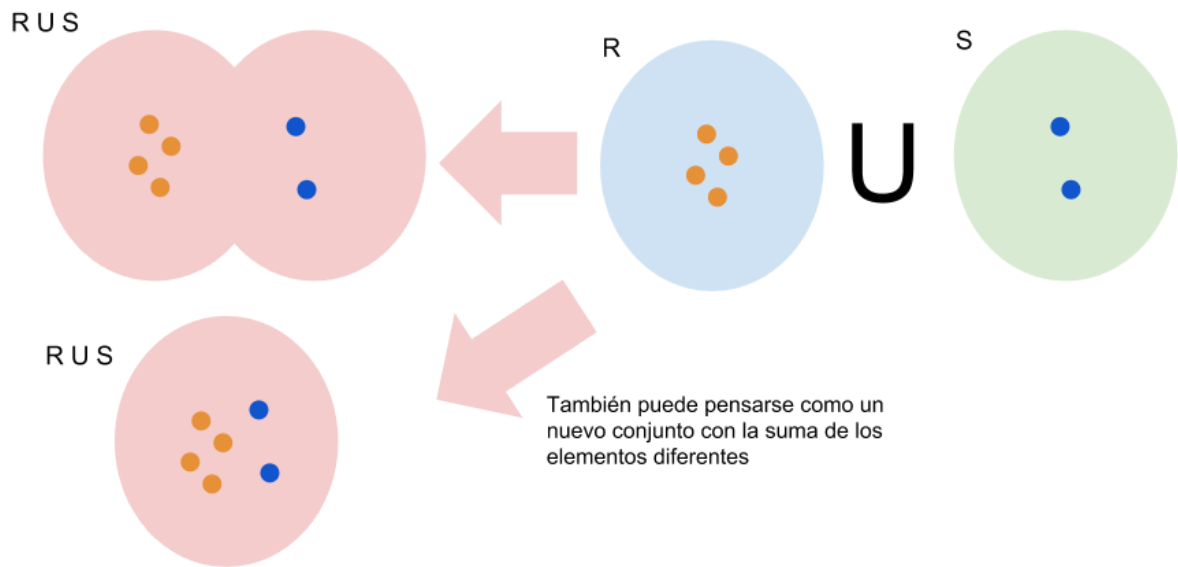 R U S
R
U
S
R U S
También puede pensarse como un
nuevo conjunto con la suma de los
elementos diferentes